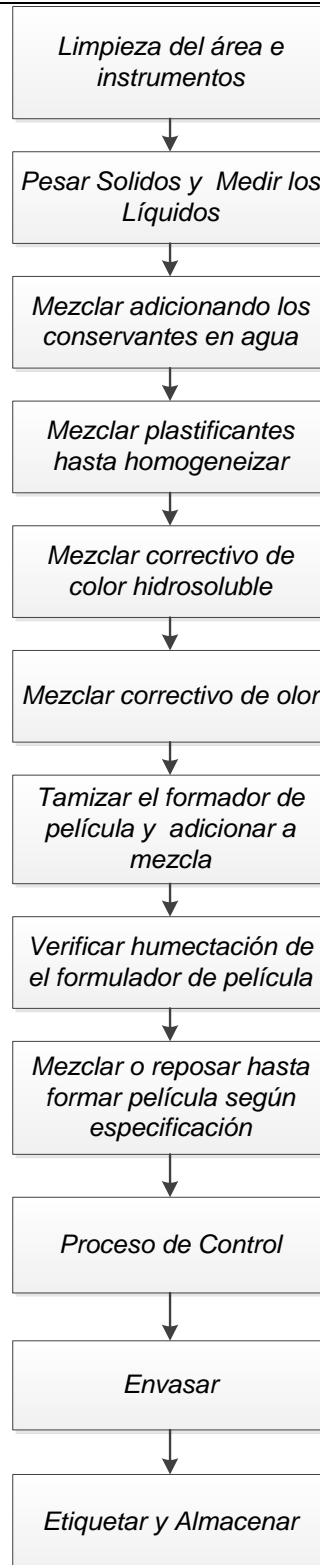 Limpieza del área e
instrumentos
Pesar Solidos y Medir los
Líquidos
Mezclar adicionando los
conservantes en agua
Mezclar plastificantes
hasta homogeneizar
Mezclar correctivo de
color hidrosoluble
Mezclar correctivo de olor
Tamizar el formador de
película y adicionar a
mezcla
Verificar humectación de
el formulador de película
Mezclar o reposar hasta
formar película según
especificación
Proceso de Control
Envasar
Etiquetar y Almacenar